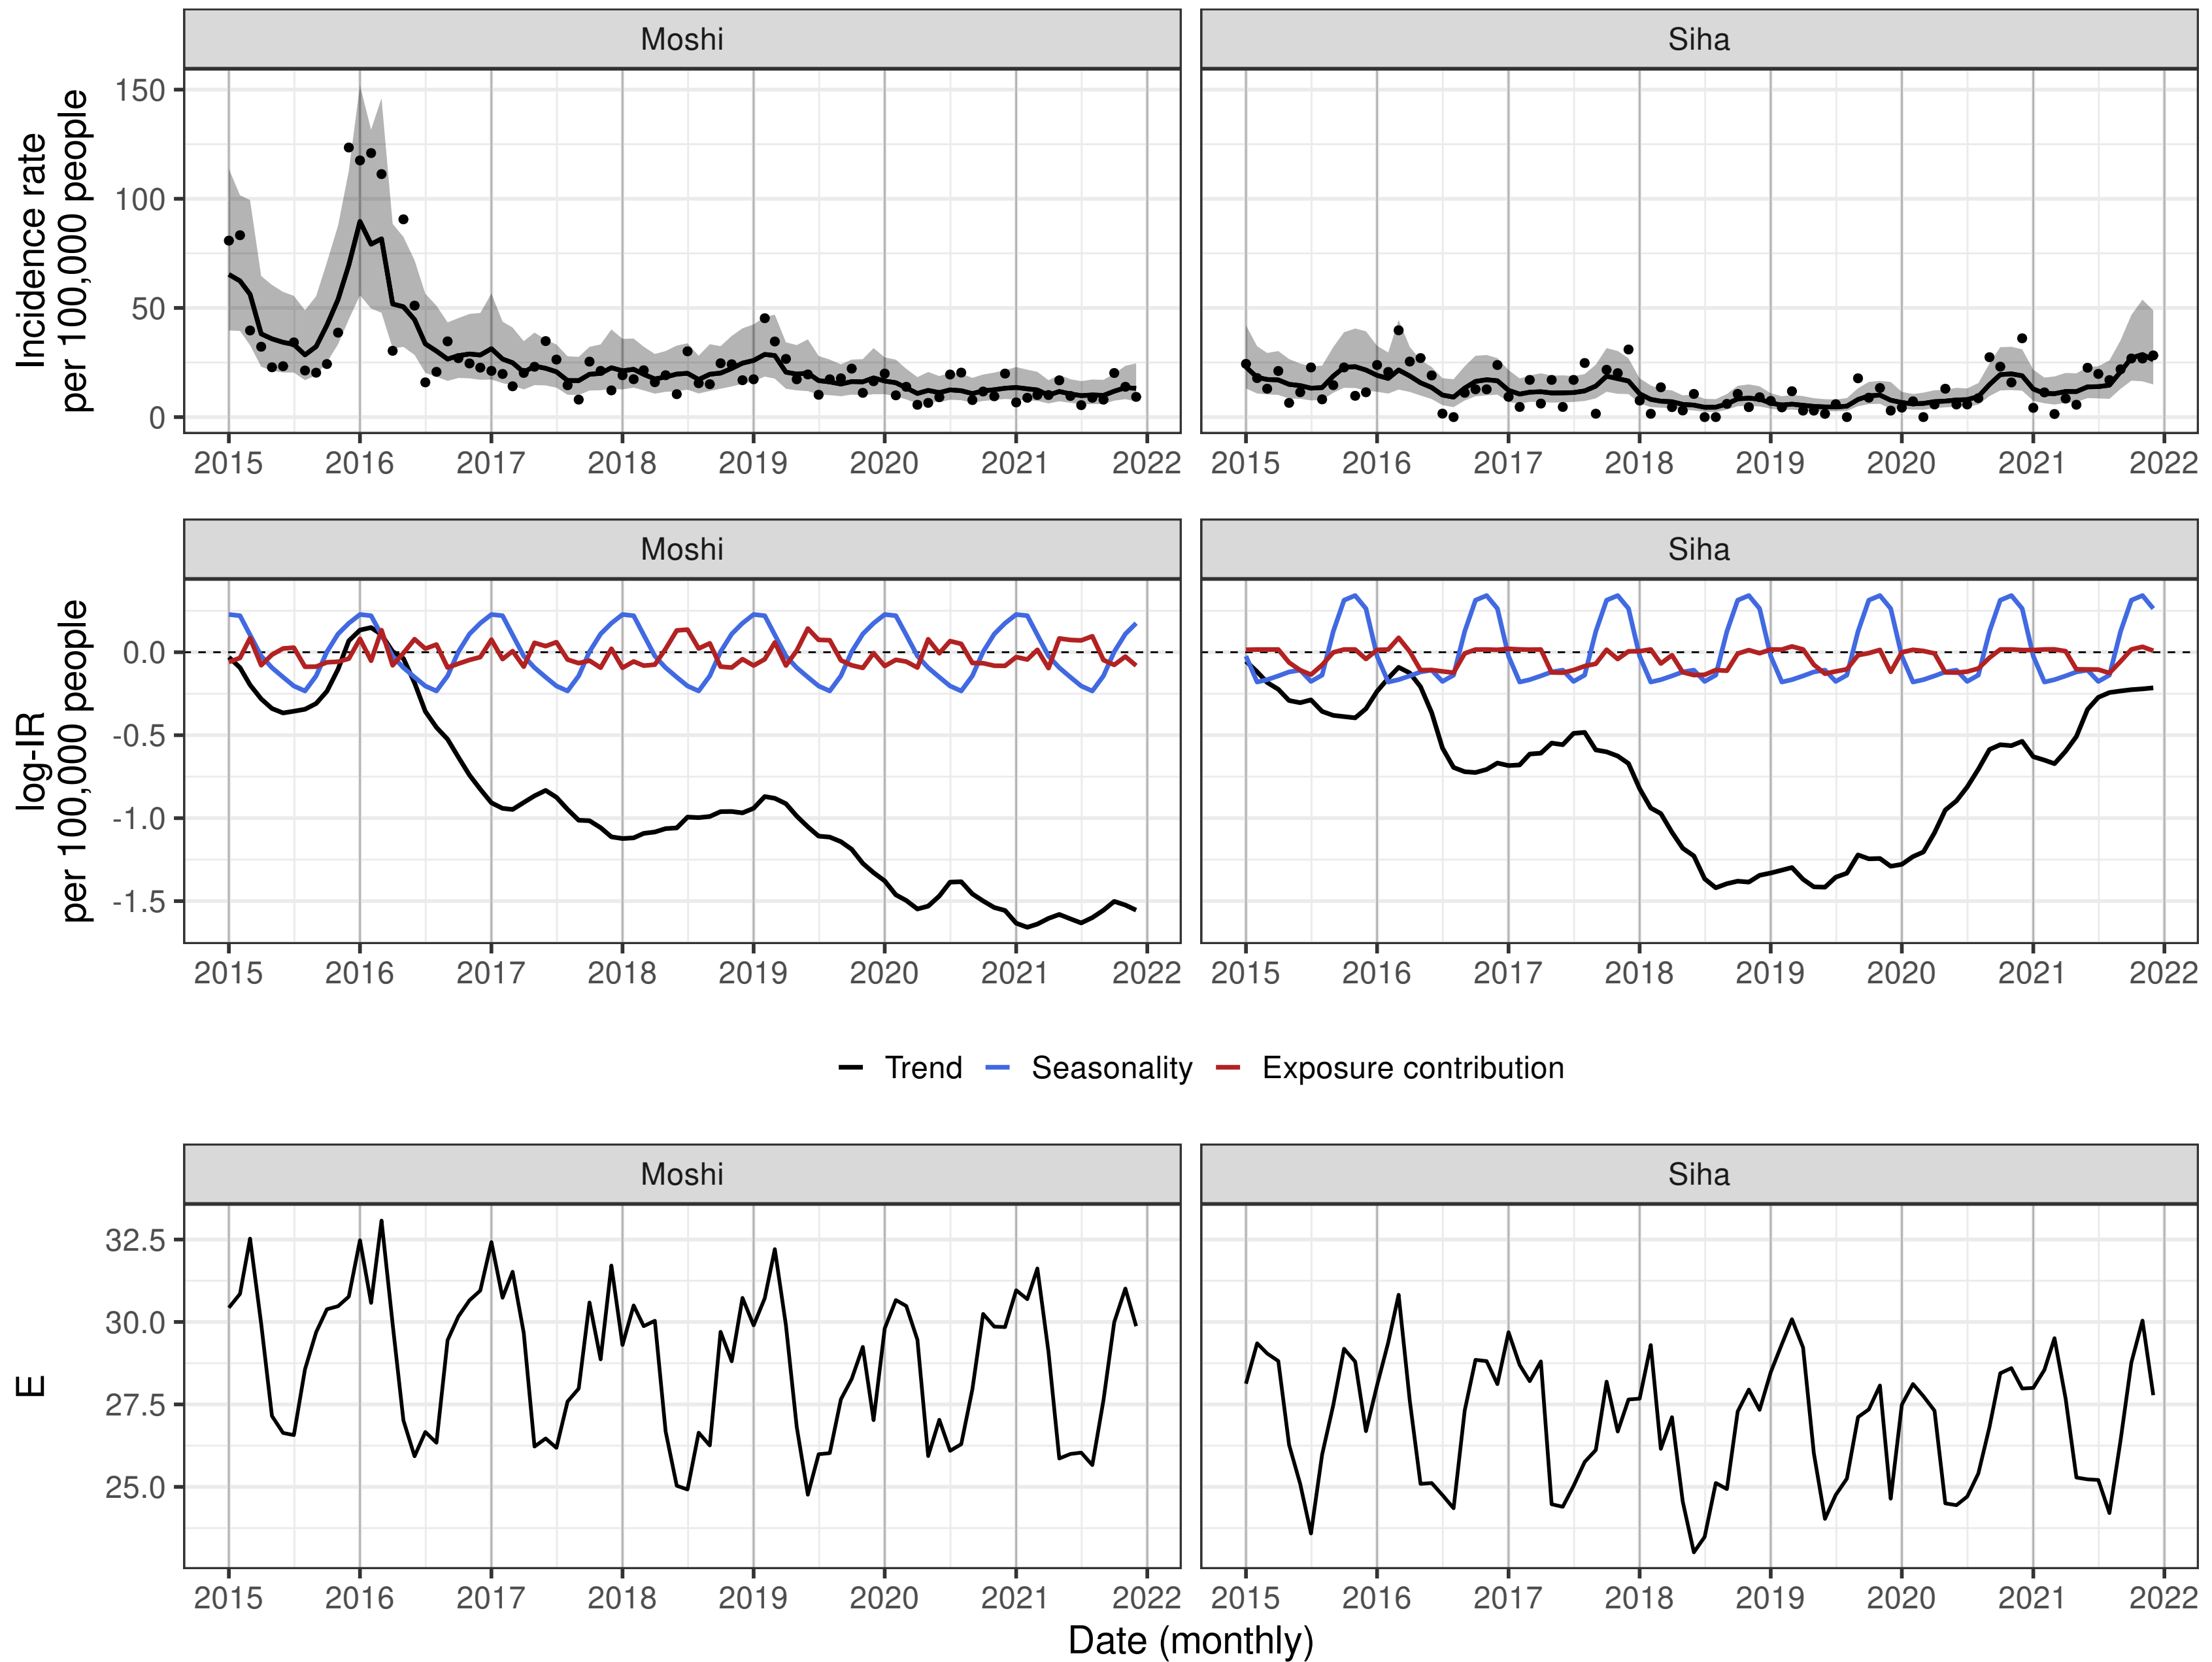 Moshi
Siha
Incidence rate
per 100,000 people
150
100
50
0
2015 2016 2017 2018 2019 2020 2021 2022
2015 2016 2017 2018 2019 2020 2021 2022
Moshi
Siha
log-IR
per 100,000 people
0.0
-0.5
-1.0
-1.5
2015 2016 2017 2018 2019 2020 2021 2022
2015 2016 2017 2018 2019 2020 2021 2022
Trend Seasonality Exposure contribution
Moshi
Siha
E
32.5
30.0
27.5
25.0
2015 2016 2017 2018 2019 2020 2021 2022
2015 2016 2017 2018 2019 2020 2021 2022
Date (monthly)